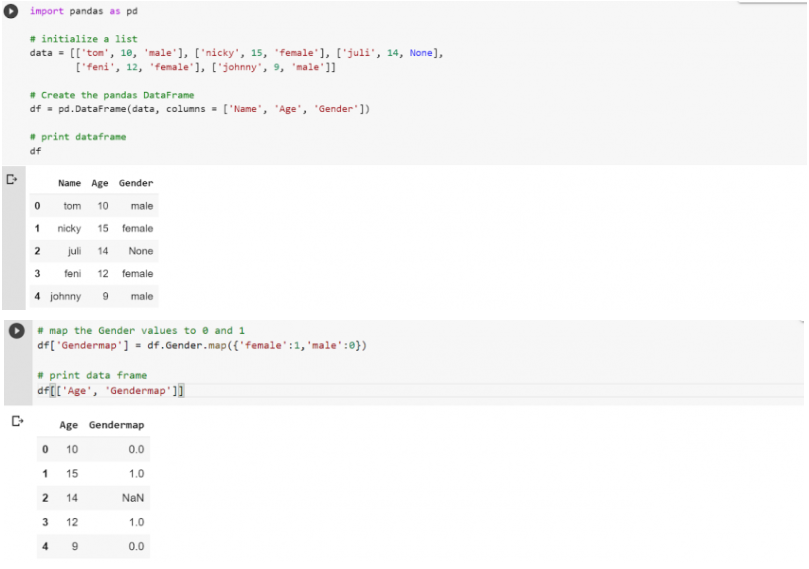 import pandas as pd
# initialize a list
data = [['tom', 10, 'male'], ['nicky', 15, 'female'], ['juli', 14, None],
['feni', 12, 'female'], ['johnny', 9, 'male']]
# Create the pandas DataFrame
df = pd.DataFrame(data, columns = ['Name', 'Age', 'Gender'])
# print dataframe
df
Name Age Gender
0 tom 10 male
1 nicky 15 female
2 juli 14 None
3 feni 12 female
4 johnny 9 male
# map the Gender values to 0 and 1
df['Gendermap'] = df.Gender.map({'female':1,'male':0})
# print data frame
df[['Age', 'Gendermap']]
Age Gendermap
0 10 0.0
1 15 1.0
2 14 NaN
3 12 1.0
4 9 0.0